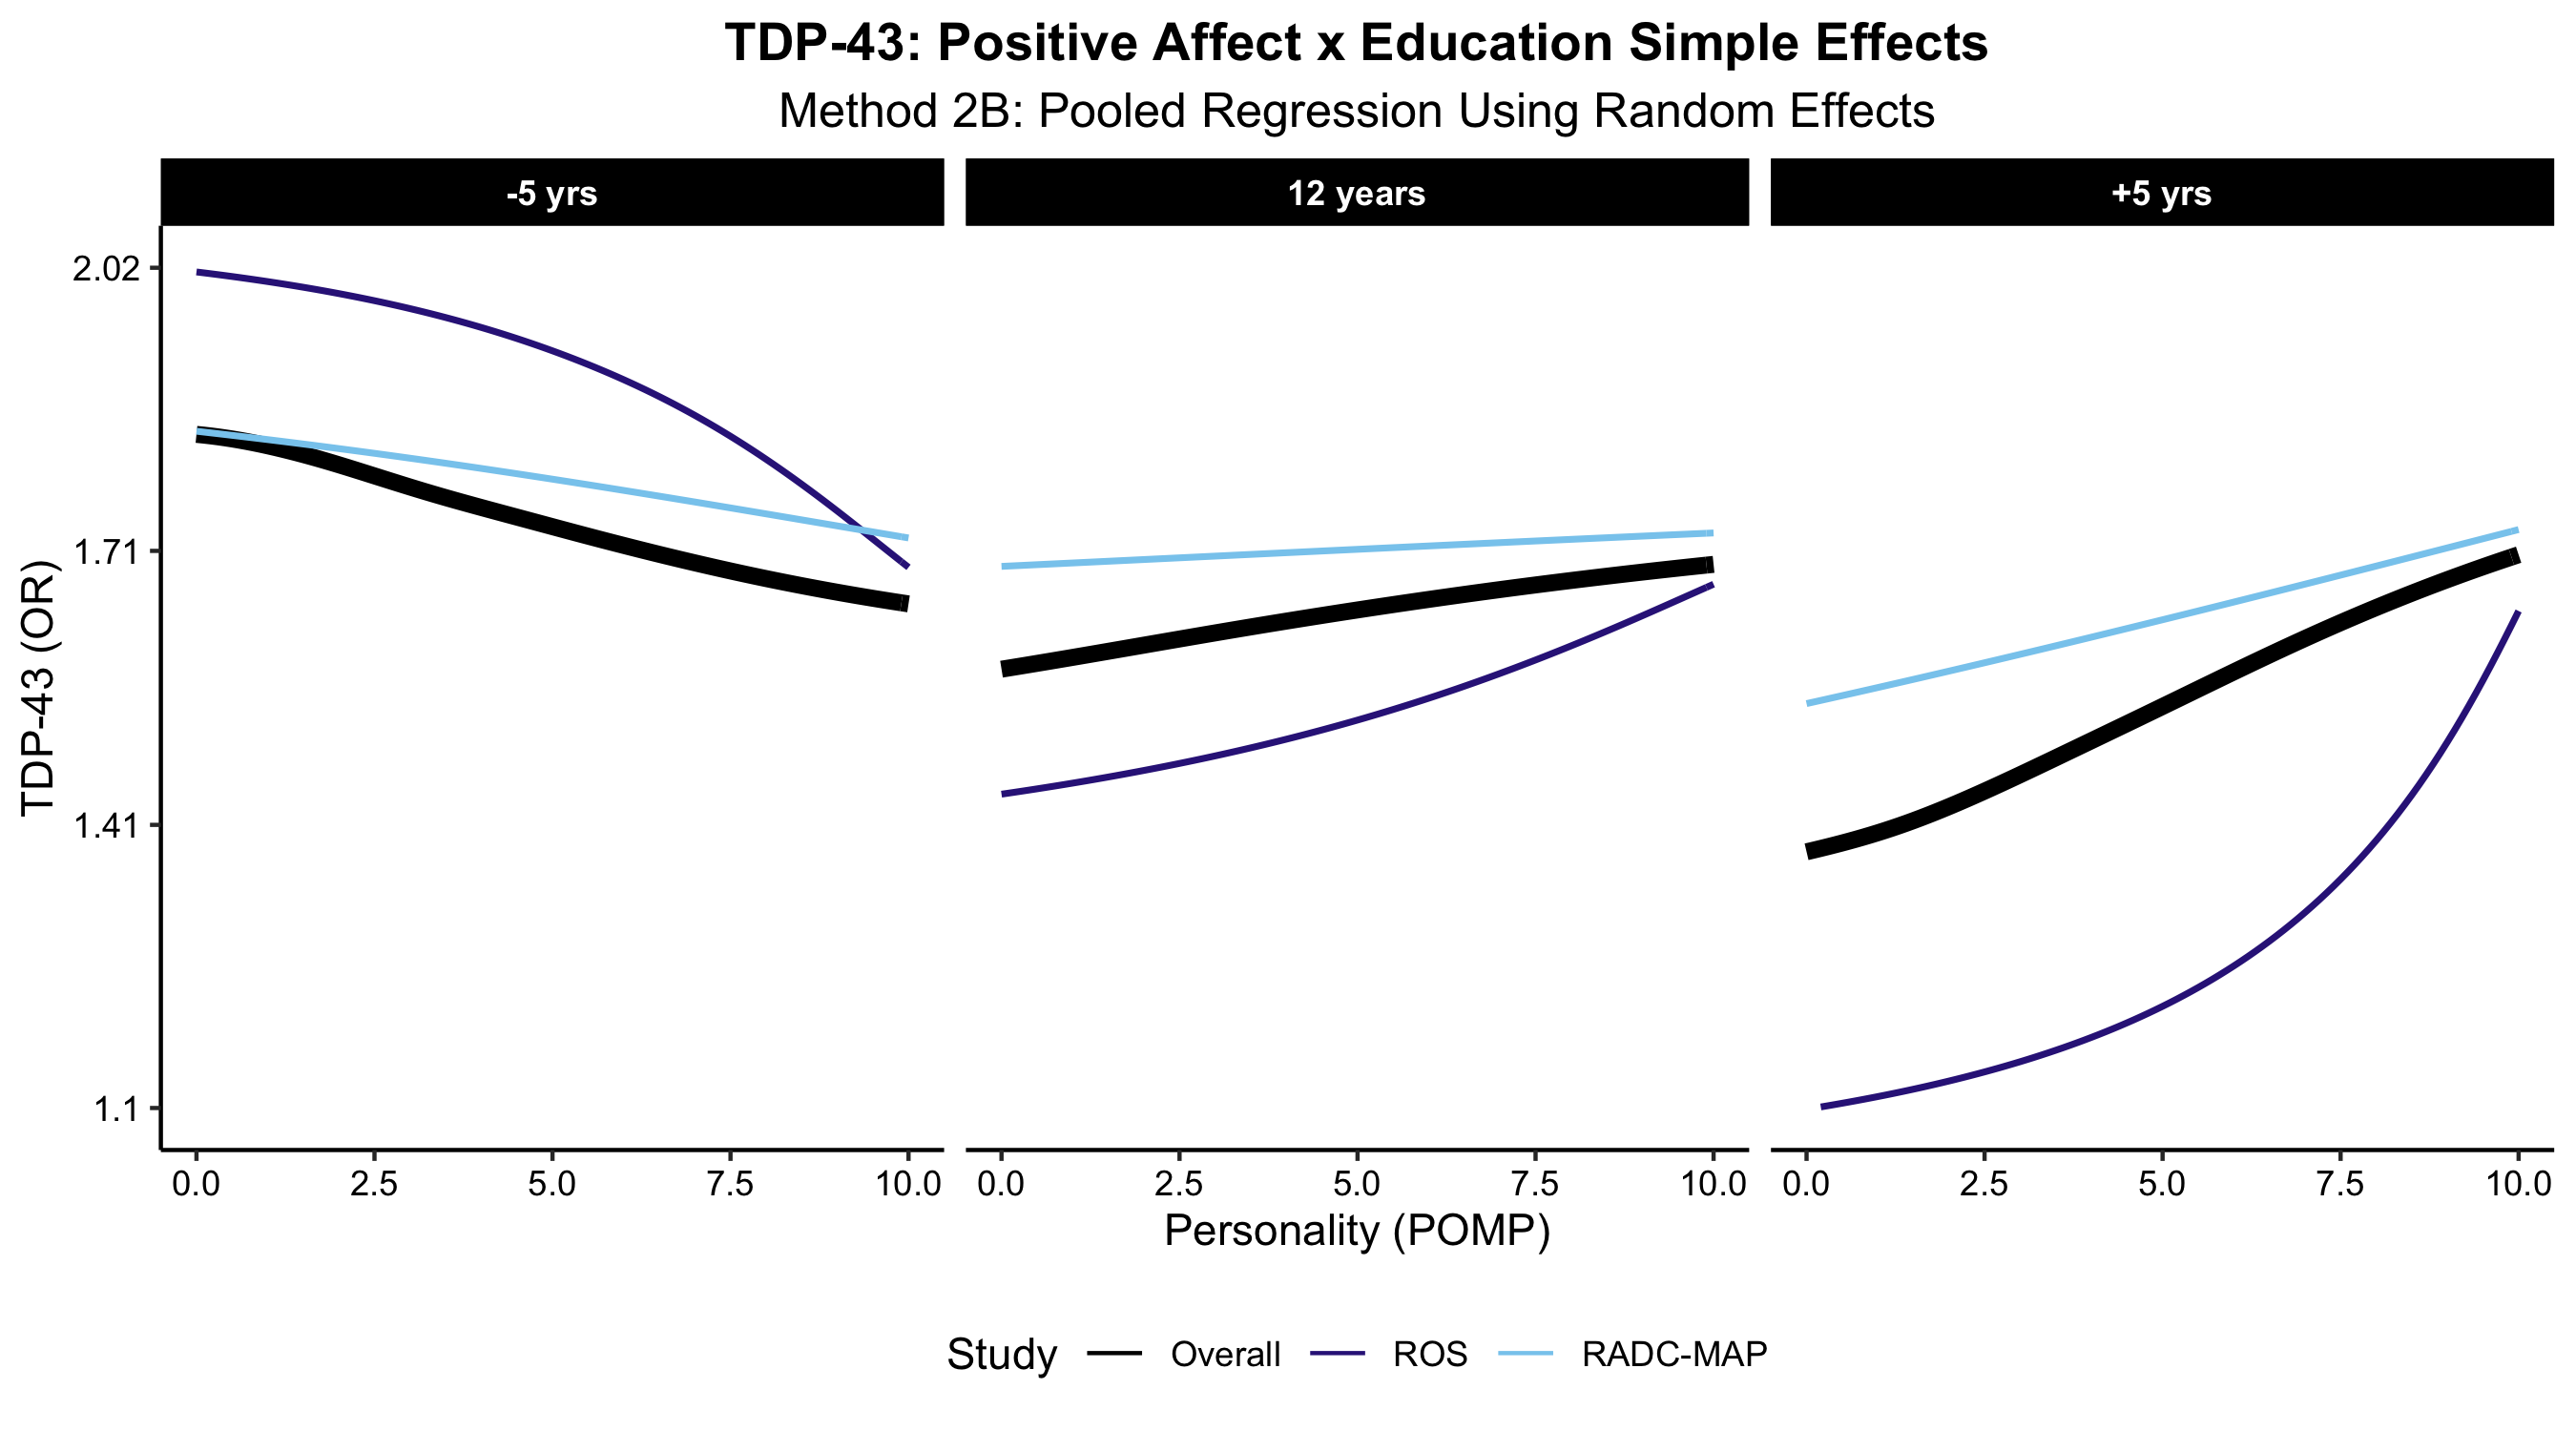 TDP-43: Positive Affect x Education Simple Effects
Method 2B: Pooled Regression Using Random Effects
-5 yrs
12 years
+5 yrs
TDP-43 (OR)
2.02
1.71
1.41
1.1
0.0 2.5 5.0 7.5 10.0
0.0 2.5 5.0 7.5 10.0
0.0 2.5 5.0 7.5 10.0
Personality (POMP)
Study Overall ROS RADC-MAP